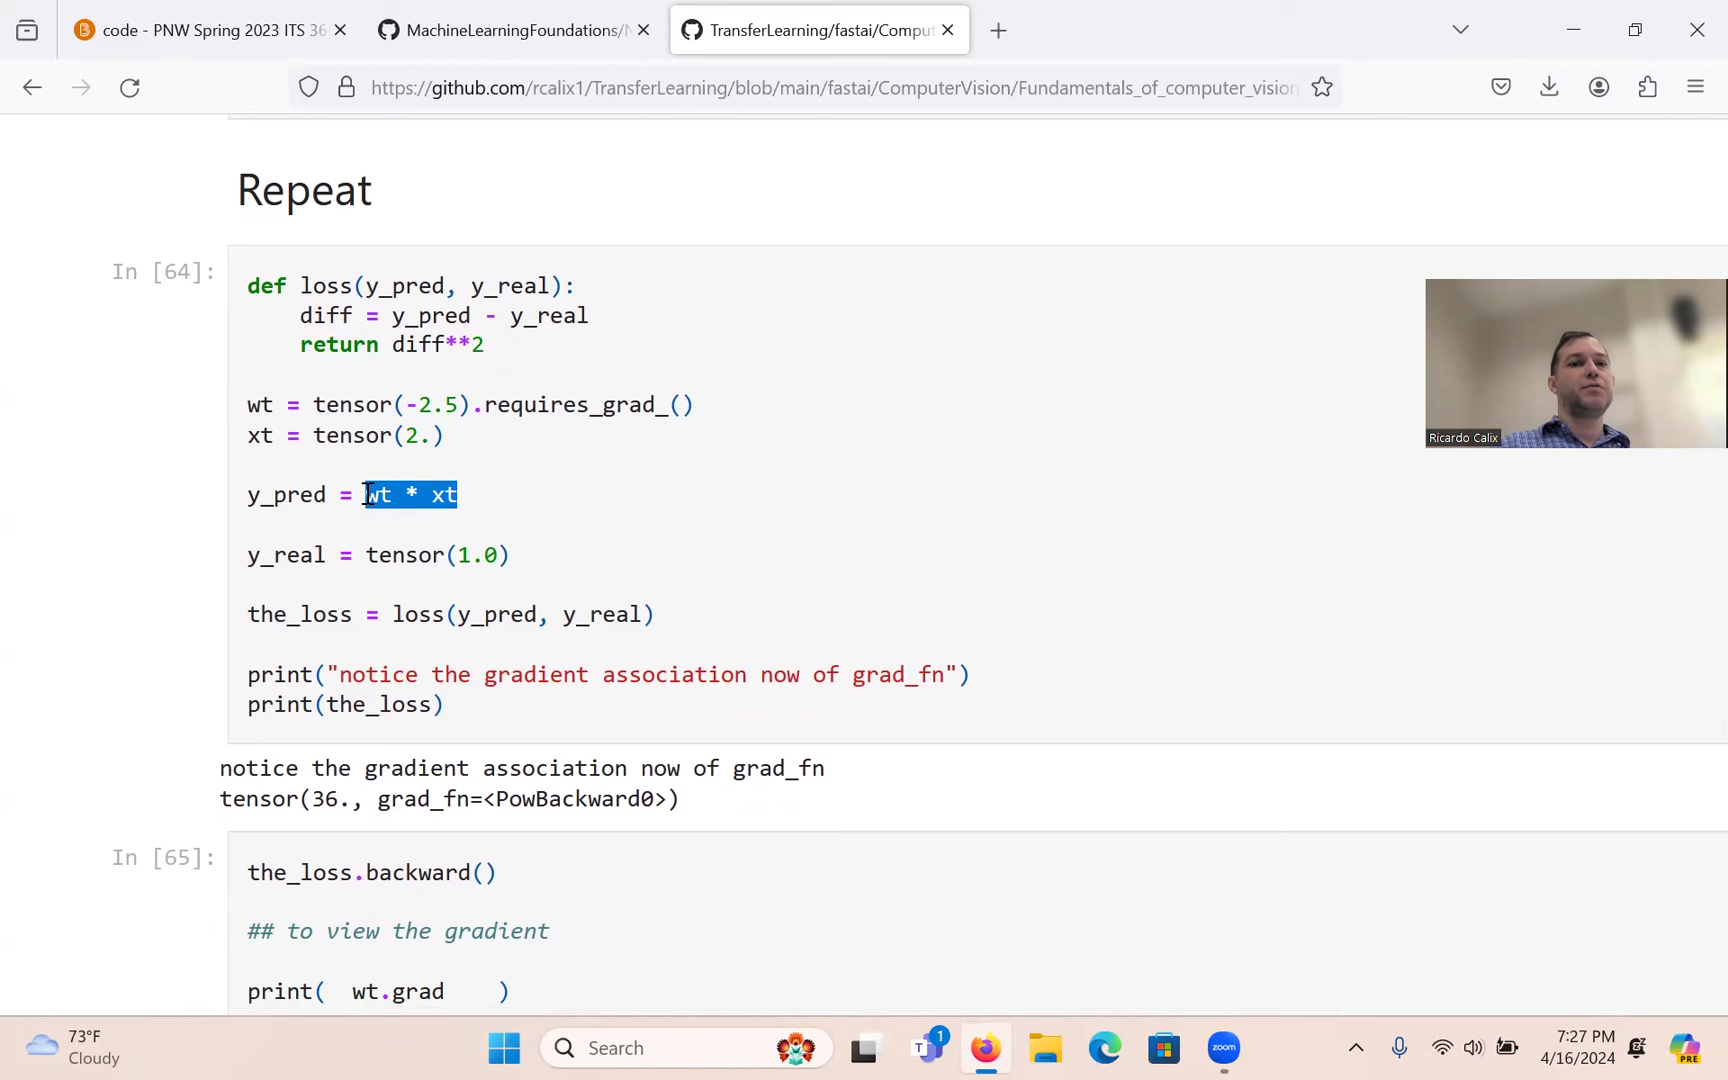 code - PNW Spring 2023 ITS 36
MachineLearningFoundations/N
TransferLearning/fastai/Comput
https://github.com/rcalix1/TransferLearning/blob/main/fastai/ComputerVision/Fundamentals_of_computer_vision
Repeat
In [64]:
def loss(y_pred, y_real):
    diff = y_pred - y_real
    return diff**2
wt = tensor(-2.5).requires_grad_()
xt = tensor(2.)
y_pred = wt * xt
y_real = tensor(1.0)
the_loss = loss(y_pred, y_real)
print("notice the gradient association now of grad_fn")
print(the_loss)
Ricardo Calix
notice the gradient association now of grad_fn
tensor(36., grad_fn=<PowBackward0>)
In [65]:
the_loss.backward()
## to view the gradient
print(  wt.grad    )
73°F
Cloudy
Search
1
zoom
7:27 PM
4/16/2024
PRE